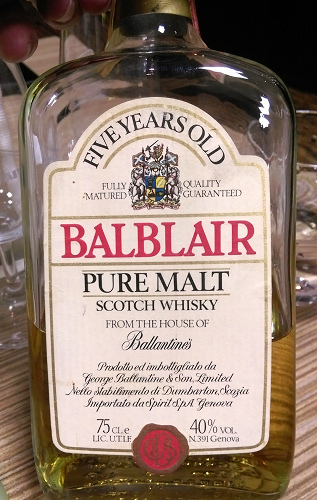 FIVE YEARS OLD
FULLY QUALITY
-MATURED GUARANTEED
BALBLAIR
PURE MALT
SCOTCH WHISKY
FROM THE HOUSE OF
Ballantine's
Prodotto ed imbottigliato da
George Ballantine & Son, Limited
Nello stabilimento di Dumbarton, Scozia
Importato da Spirit S.p.A. Genova
75 CL. e 40% VOL.
LIC. U.T.I.F. N.391 Genova